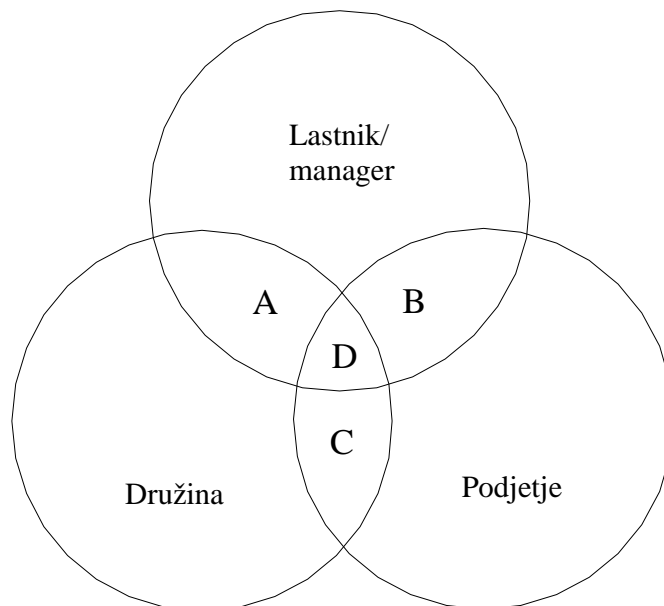 Lastnik/
manager
A
B
D
C
Družina
Podjetje